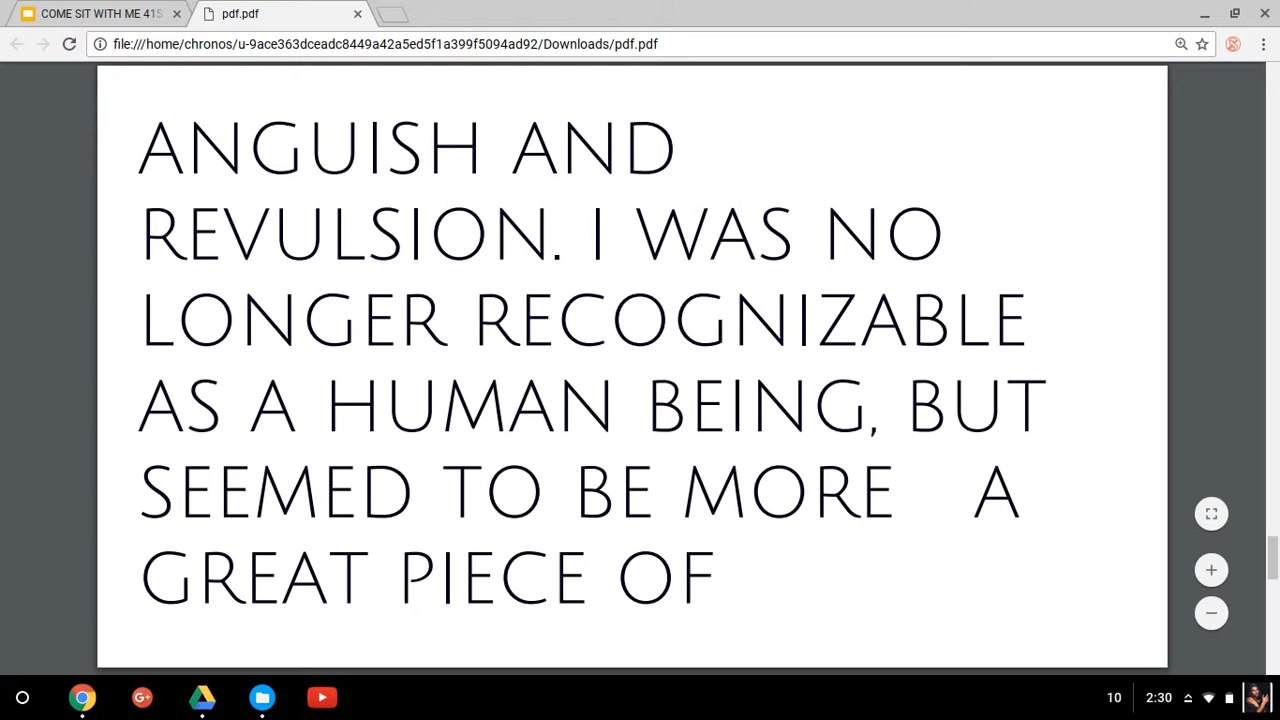 COME SIT WITH ME 41S
pdf.pdf
file:///home/chronos/u-9ace363dceadc8449a42a5ed5f1a399f5094ad92/Downloads/pdf.pdf
ANGUISH AND
REVULSION. I WAS NO
LONGER RECOGNIZABLE
AS A HUMAN BEING, BUT
SEEMED TO BE MORE A
GREAT PIECE OF
10 2:30